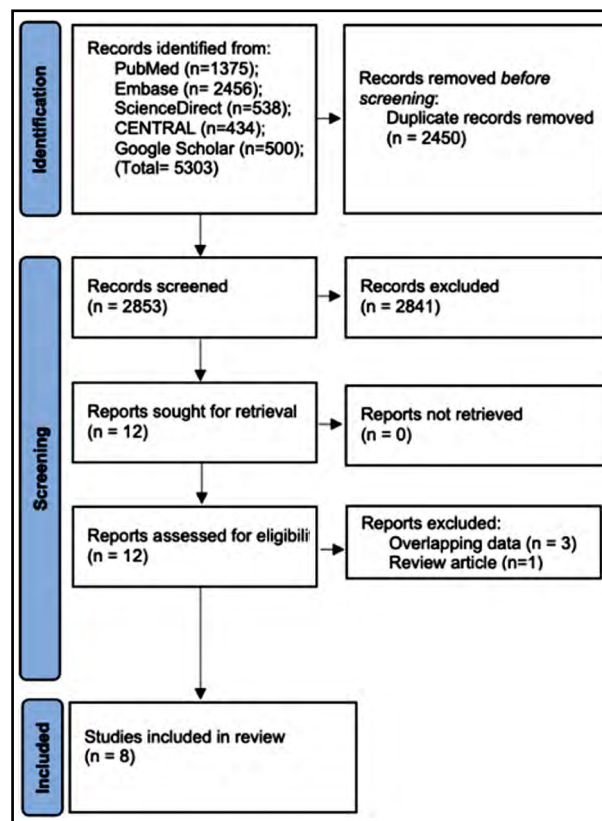 Identification
Records identified from:
PubMed (n=1375);
Embase (n= 2456);
ScienceDirect (n=538);
CENTRAL (n=434);
Google Scholar (n=500);
(Total= 5303)
Records removed before
screening:
Duplicate records removed
(n = 2450)
Screening
Records screened
(n = 2853)
Records excluded
(n = 2841)
Reports sought for retrieval
(n = 12)
Reports not retrieved
(n = 0)
Reports assessed for eligibili
(n = 12)
Reports excluded:
Overlapping data (n = 3)
Review article (n=1)
Included
Studies included in review
(n = 8)